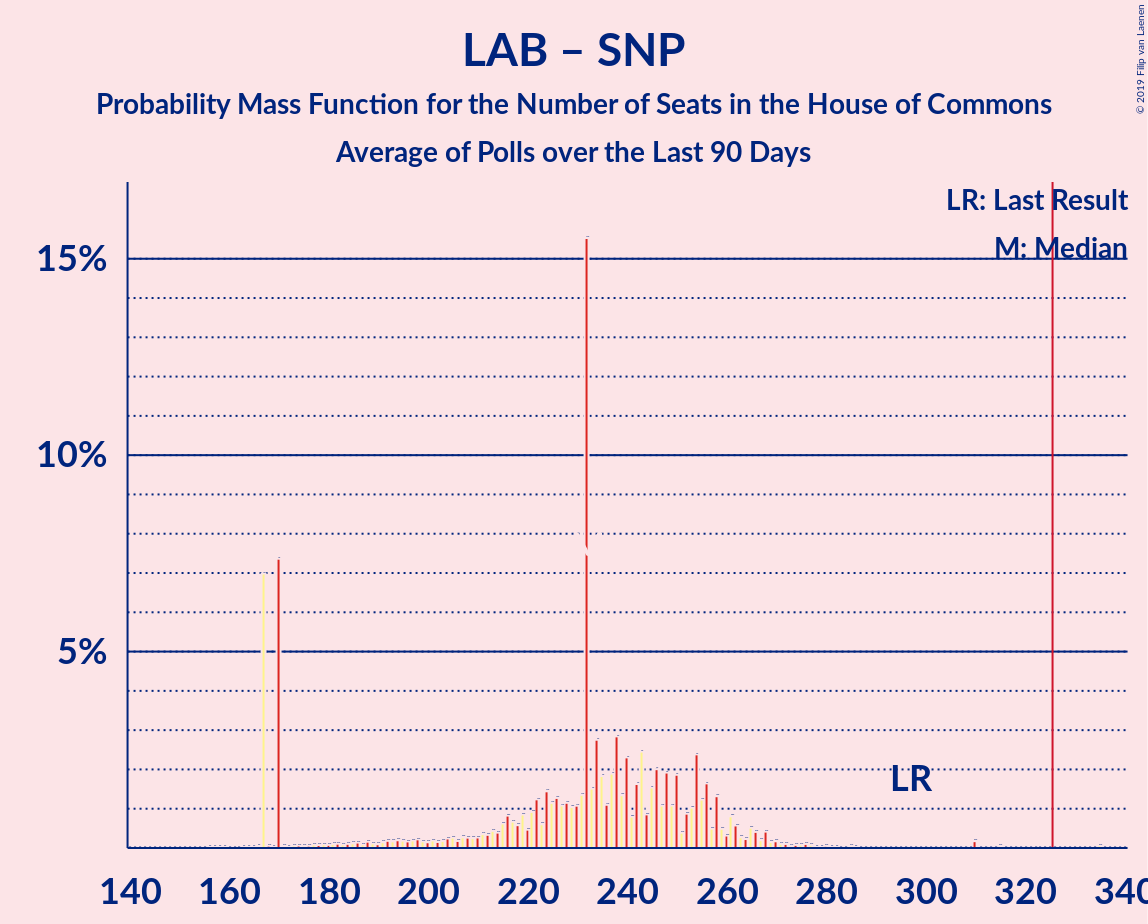 LAB – SNP
Probability Mass Function for the Number of Seats in the House of Commons
Average of Polls over the Last 90 Days
© 2019 Filip van Laenen
LR: Last Result
M: Median
15%
10%
5%
LR
140 160 180 200 220 240 260 280 300 320 340